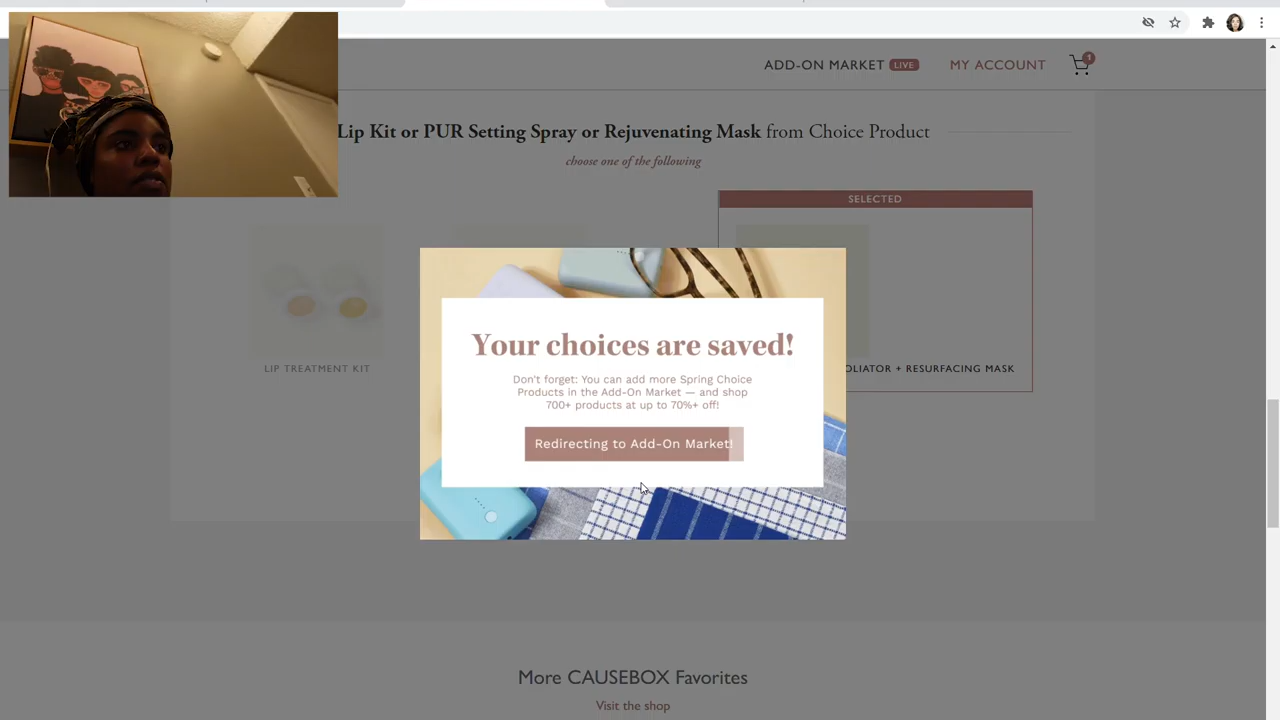 ADD-ON MARKET LIVE MY ACCOUNT 1
Lip Kit or PUR Setting Spray or Rejuvenating Mask from Choice Product
choose one of the following
SELECTED
Your choices are saved!
Don't forget: You can add more Spring Choice
Products in the Add-On Market — and shop
700+ products at up to 70%+ off!
Redirecting to Add-On Market!
LIP TREATMENT KIT
OLIATOR + RESURFACING MASK
More CAUSEBOX Favorites
Visit the shop